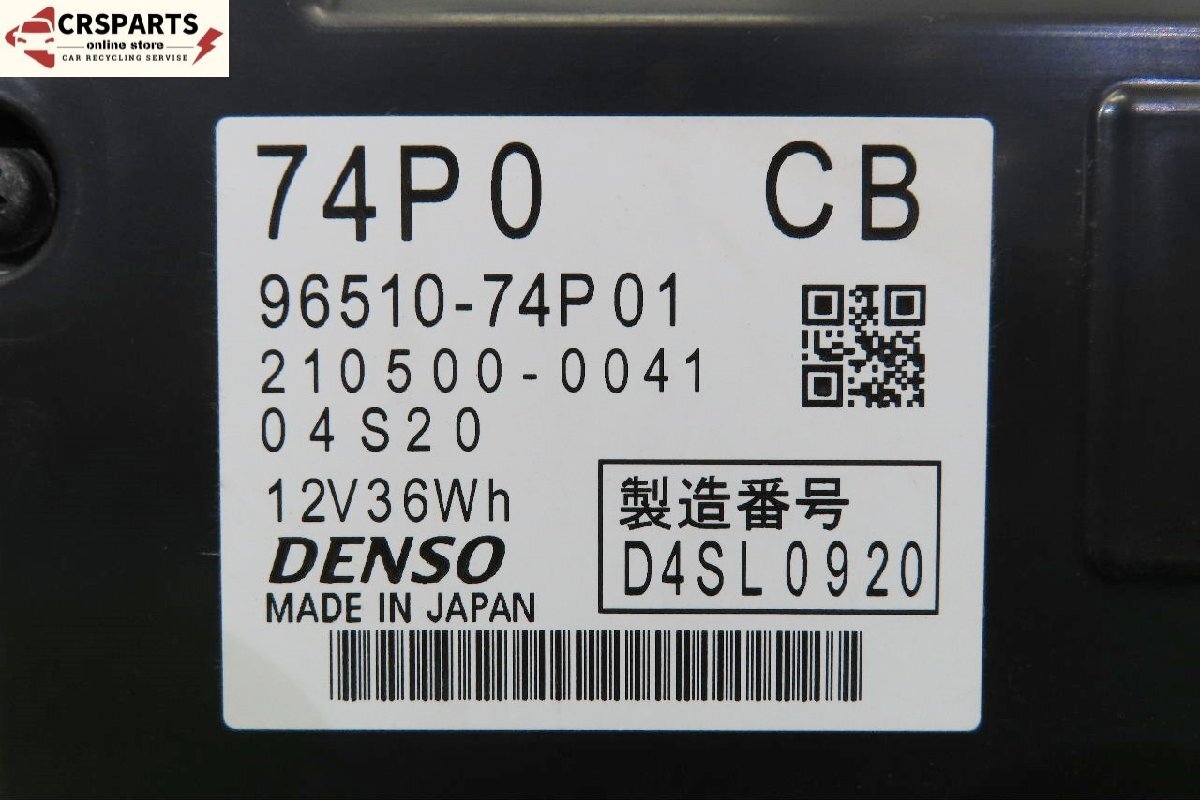 CRSPARTS
online store
CAR RECYCLING SERVISE
74P0 CB
96510-74P01
210500-0041
04S20
12V36Wh
DENSO
MADE IN JAPAN
製造番号
D4SL0920